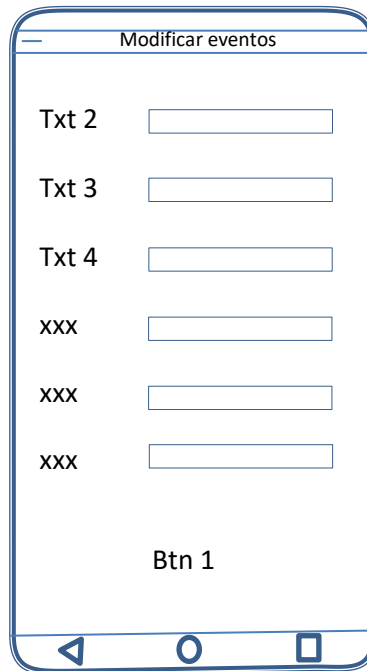 Modificar eventos
Txt 2
Txt 3
Txt 4
xxx
xxx
xxx
Btn 1